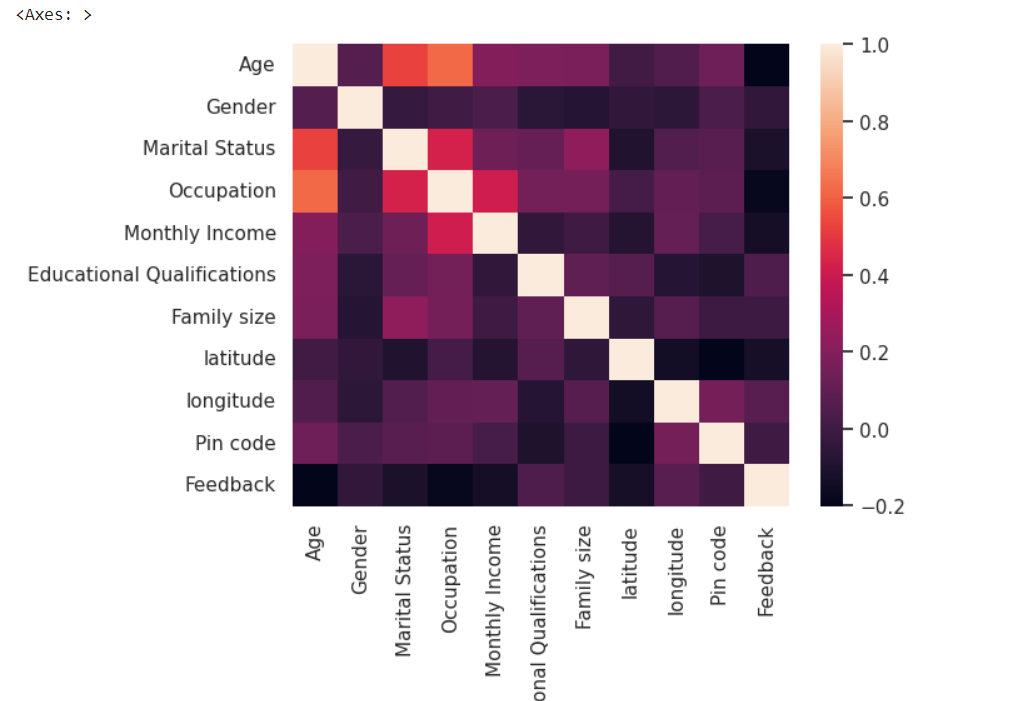 <Axes: >
Age
Gender
Marital Status
Occupation
Monthly Income
Educational Qualifications
Family size
latitude
longitude
Pin code
Feedback
1.0
0.8
0.6
0.4
0.2
0.0
−0.2
Age
Gender
Marital Status
Occupation
Monthly Income
onal Qualifications
Family size
latitude
longitude
Pin code
Feedback